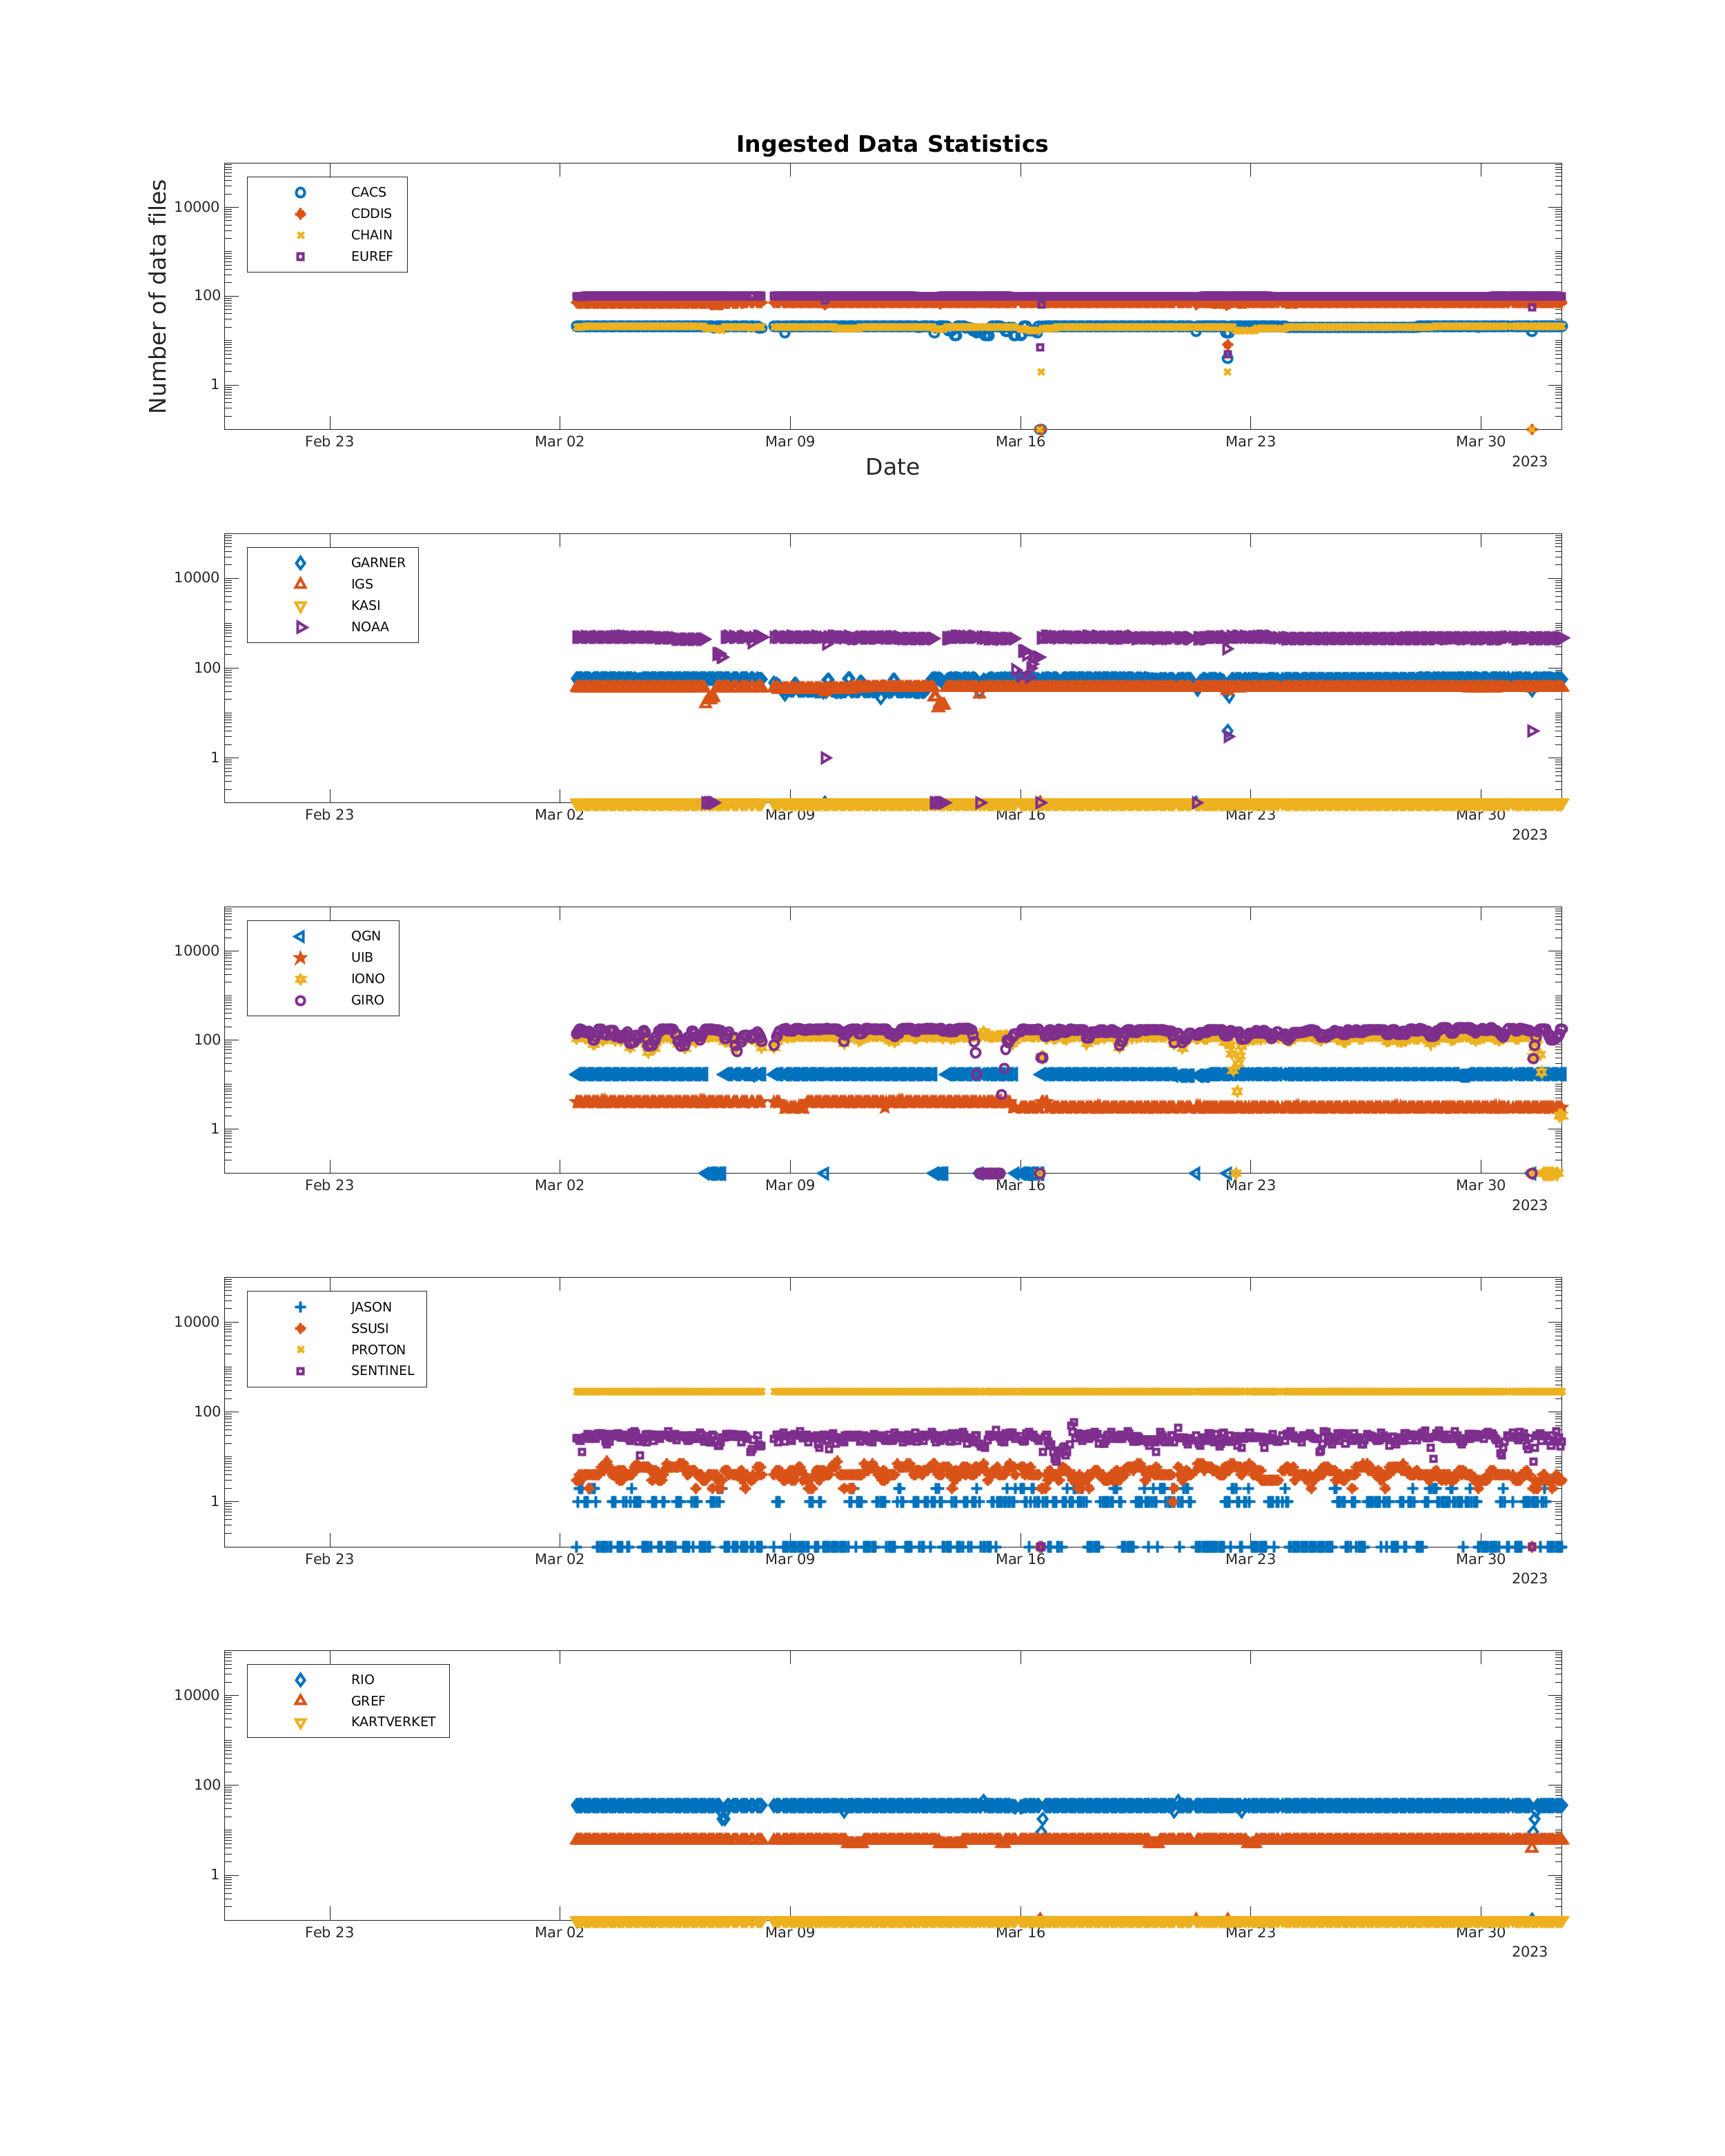 Ingested Data Statistics
Number of data files
10000
100
1
CACS
CDDIS
CHAIN
EUREF
Feb 23 Mar 02 Mar 09 Mar 16 Mar 23 Mar 30
2023
Date
10000
100
1
GARNER
IGS
KASI
NOAA
Feb 23 Mar 02 Mar 09 Mar 16 Mar 23 Mar 30
2023
10000
100
1
QGN
UIB
IONO
GIRO
Feb 23 Mar 02 Mar 09 Mar 16 Mar 23 Mar 30
2023
10000
100
1
JASON
SSUSI
PROTON
SENTINEL
Feb 23 Mar 02 Mar 09 Mar 16 Mar 23 Mar 30
2023
10000
100
1
RIO
GREF
KARTVERKET
Feb 23 Mar 02 Mar 09 Mar 16 Mar 23 Mar 30
2023